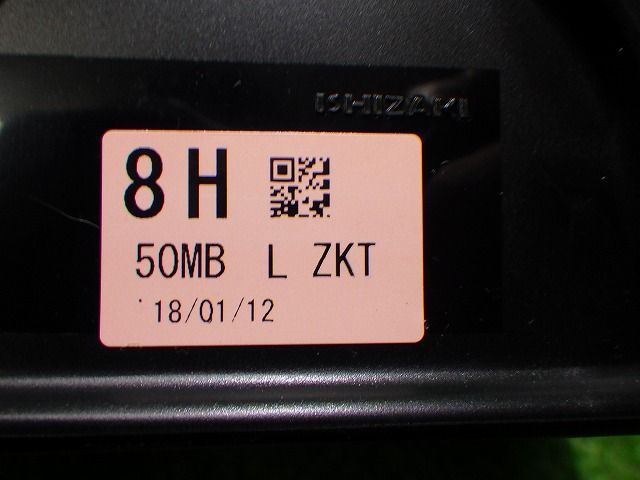 ISHIZAKI
8H
50MB L ZKT
'18/01/12